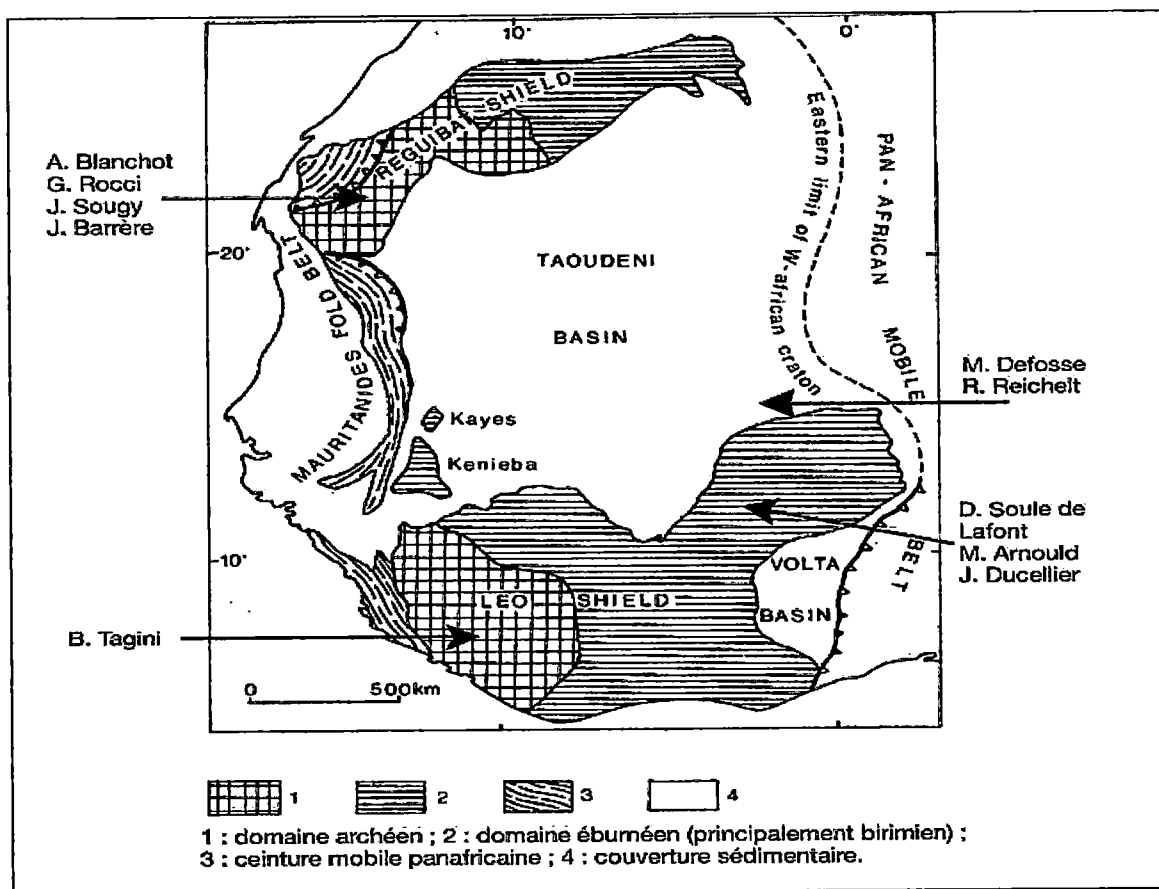 10°
0°
REGUIBAT SHIELD
A. Blanchot
G. Rocci
J. Sougy
J. Barrère
Eastern limit of W-african craton
PAN - AFRICAN MOBILE BELT
20°
TAOUDENI
BASIN
MAURITANIDES FOLD BELT
M. Defosse
R. Reichelt
Kayes
Kenieba
D. Soule de
Lafont
M. Arnould
J. Ducellier
10°
VOLTA
BASIN
LEO SHIELD
B. Tagini
0 500km
1 2 3 4
1 : domaine archéen ; 2 : domaine éburnéen (principalement birimien) ;
3 : ceinture mobile panafricaine ; 4 : couverture sédimentaire.